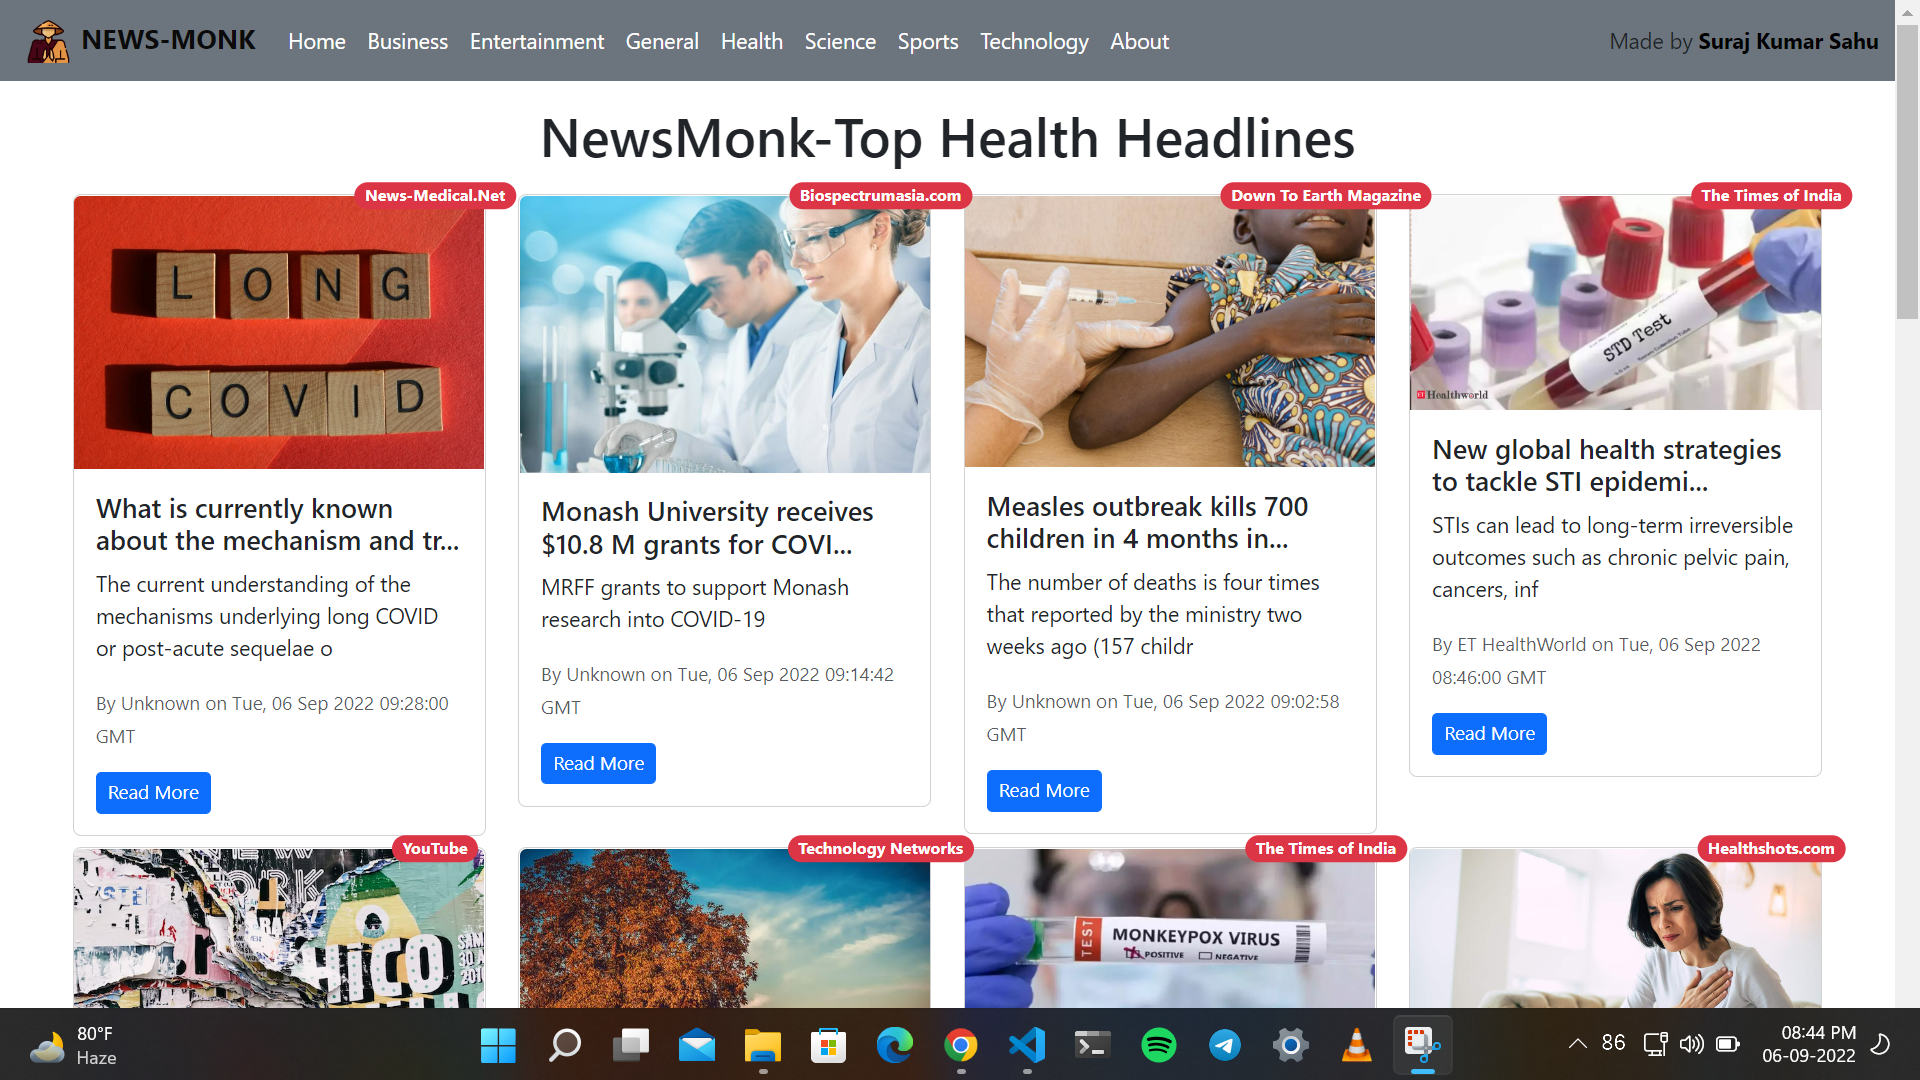 NEWS-MONK Home Business Entertainment General Health Science Sports Technology About Made by Suraj Kumar Sahu
NewsMonk-Top Health Headlines
News-Medical.Net
LONG
COVID
What is currently known
about the mechanism and tr...
The current understanding of the
mechanisms underlying long COVID
or post-acute sequelae o
By Unknown on Tue, 06 Sep 2022 09:28:00
GMT
Read More
Biospectrumasia.com
Monash University receives
$10.8 M grants for COVI...
MRFF grants to support Monash
research into COVID-19
By Unknown on Tue, 06 Sep 2022 09:14:42
GMT
Read More
Down To Earth Magazine
Measles outbreak kills 700
children in 4 months in...
The number of deaths is four times
that reported by the ministry two
weeks ago (157 childr
By Unknown on Tue, 06 Sep 2022 09:02:58
GMT
Read More
The Times of India
STD Test
ET Healthworld
New global health strategies
to tackle STI epidemi...
STIs can lead to long-term irreversible
outcomes such as chronic pelvic pain,
cancers, inf
By ET HealthWorld on Tue, 06 Sep 2022
08:46:00 GMT
Read More
YouTube
HiCO
Technology Networks
The Times of India
TEST
MONKEYPOX VIRUS
POSITIVE NEGATIVE
Healthshots.com
80°F
Haze
86
08:44 PM
06-09-2022